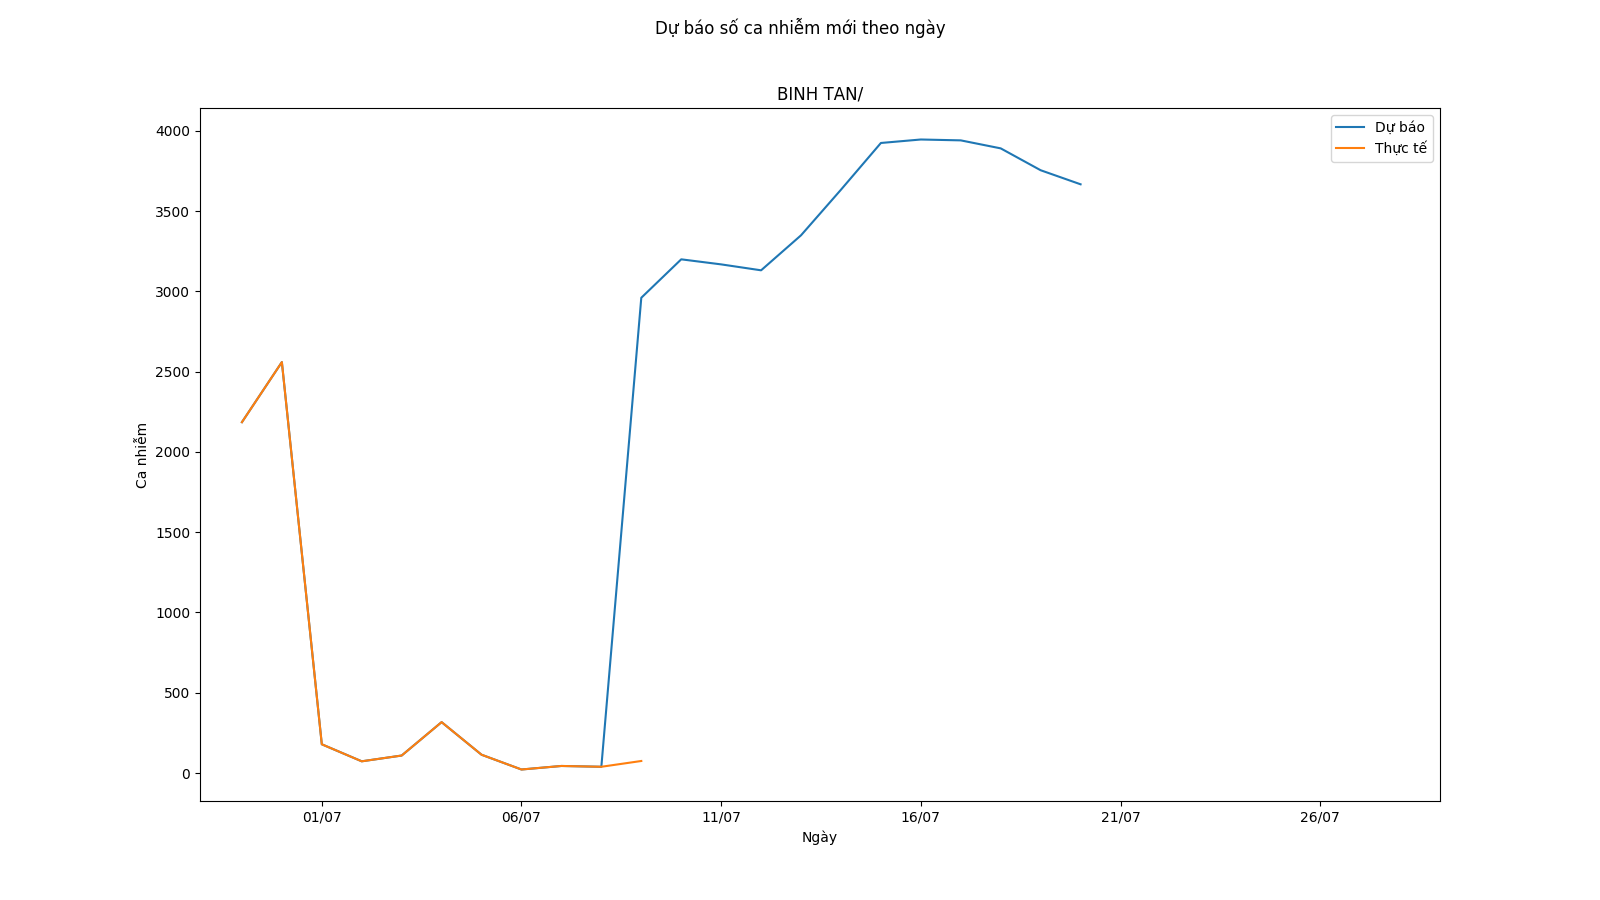 Dự báo số ca nhiễm mới theo ngày
BINH TAN/
Dự báo
Thực tế
4000
3500
3000
2500
2000
1500
1000
500
0
Ca nhiễm
01/07
06/07
11/07
16/07
21/07
26/07
Ngày